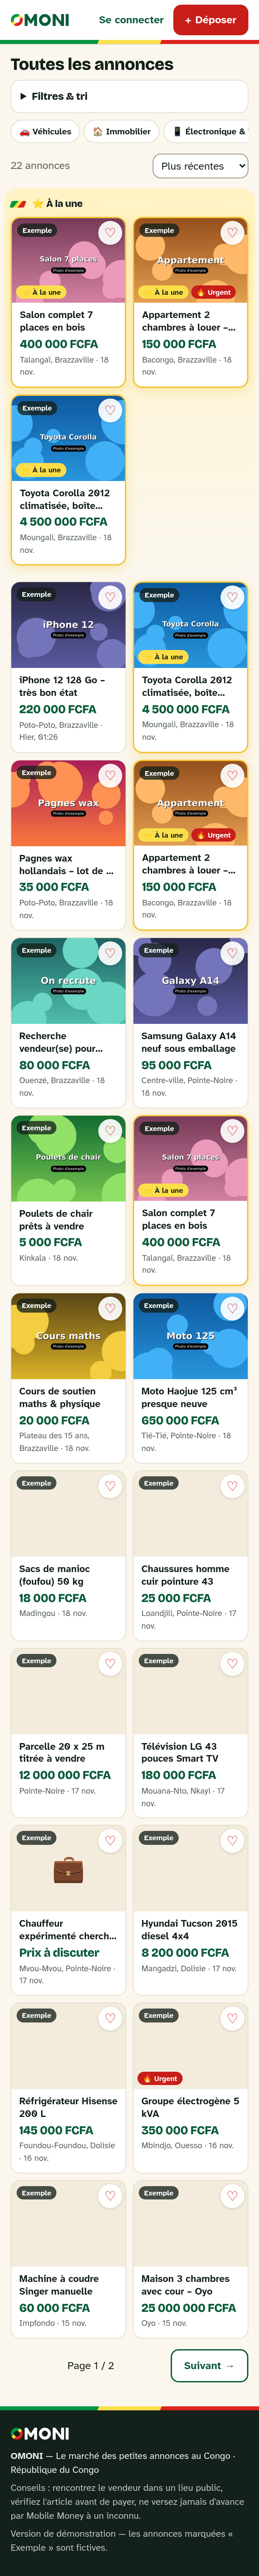 OMONI
Se connecter
+ Déposer
Toutes les annonces
▶ Filtres & tri
🚗 Véhicules
🏠 Immobilier
📱 Électronique &
22 annonces
Plus récentes
⭐ À la une
Exemple
Salon 7 places
Photo d'exemple
⭐ À la une
Salon complet 7
places en bois
400 000 FCFA
Talangaï, Brazzaville · 18
nov.
Exemple
Appartement
Photo d'exemple
⭐ À la une
🔥 Urgent
Appartement 2
chambres à louer –…
150 000 FCFA
Bacongo, Brazzaville · 18
nov.
Exemple
Toyota Corolla
Photo d'exemple
⭐ À la une
Toyota Corolla 2012
climatisée, boîte…
4 500 000 FCFA
Moungali, Brazzaville · 18
nov.
Exemple
iPhone 12
Photo d'exemple
iPhone 12 128 Go –
très bon état
220 000 FCFA
Poto-Poto, Brazzaville ·
Hier, 01:26
Exemple
Toyota Corolla
Photo d'exemple
⭐ À la une
Toyota Corolla 2012
climatisée, boîte…
4 500 000 FCFA
Moungali, Brazzaville · 18
nov.
Exemple
Pagnes wax
Photo d'exemple
Pagnes wax
hollandais – lot de …
35 000 FCFA
Poto-Poto, Brazzaville · 18
nov.
Exemple
Appartement
Photo d'exemple
⭐ À la une
🔥 Urgent
Appartement 2
chambres à louer –…
150 000 FCFA
Bacongo, Brazzaville · 18
nov.
Exemple
On recrute
Photo d'exemple
Recherche
vendeur(se) pour…
80 000 FCFA
Ouenzé, Brazzaville · 18
nov.
Exemple
Galaxy A14
Photo d'exemple
Samsung Galaxy A14
neuf sous emballage
95 000 FCFA
Centre-ville, Pointe-Noire ·
18 nov.
Exemple
Poulets de chair
Photo d'exemple
Poulets de chair
prêts à vendre
5 000 FCFA
Kinkala · 18 nov.
Exemple
Salon 7 places
Photo d'exemple
⭐ À la une
Salon complet 7
places en bois
400 000 FCFA
Talangaï, Brazzaville · 18
nov.
Exemple
Cours maths
Photo d'exemple
Cours de soutien
maths & physique
20 000 FCFA
Plateau des 15 ans,
Brazzaville · 18 nov.
Exemple
Moto 125
Photo d'exemple
Moto Haojue 125 cm³
presque neuve
650 000 FCFA
Tié-Tié, Pointe-Noire · 18
nov.
Exemple
Sacs de manioc
(foufou) 50 kg
18 000 FCFA
Madingou · 18 nov.
Exemple
Chaussures homme
cuir pointure 43
25 000 FCFA
Loandjili, Pointe-Noire · 17
nov.
Exemple
Parcelle 20 x 25 m
titrée à vendre
12 000 000 FCFA
Pointe-Noire · 17 nov.
Exemple
Télévision LG 43
pouces Smart TV
180 000 FCFA
Mouana-Nto, Nkayi · 17
nov.
Exemple
Chauffeur
expérimenté cherch…
Prix à discuter
Mvou-Mvou, Pointe-Noire ·
17 nov.
Exemple
Hyundai Tucson 2015
diesel 4x4
8 200 000 FCFA
Mangadzi, Dolisie · 17 nov.
Exemple
Réfrigérateur Hisense
200 L
145 000 FCFA
Foundou-Foundou, Dolisie
· 16 nov.
Exemple
🔥 Urgent
Groupe électrogène 5
kVA
350 000 FCFA
Mbindjo, Ouesso · 16 nov.
Exemple
Machine à coudre
Singer manuelle
60 000 FCFA
Impfondo · 15 nov.
Exemple
Maison 3 chambres
avec cour – Oyo
25 000 000 FCFA
Oyo · 15 nov.
Page 1 / 2
Suivant →
OMONI
OMONI — Le marché des petites annonces au Congo ·
République du Congo
Conseils : rencontrez le vendeur dans un lieu public,
vérifiez l'article avant de payer, ne versez jamais d'avance
par Mobile Money à un inconnu.
Version de démonstration — les annonces marquées «
Exemple » sont fictives.